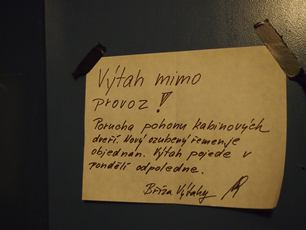 Výtah mimo
provoz!
Porucha pohonu kabinových
dveří. Nový ozubený řemen je
objednán. Výtah pojede v
pondělí odpoledne.
Bříza Výtahy